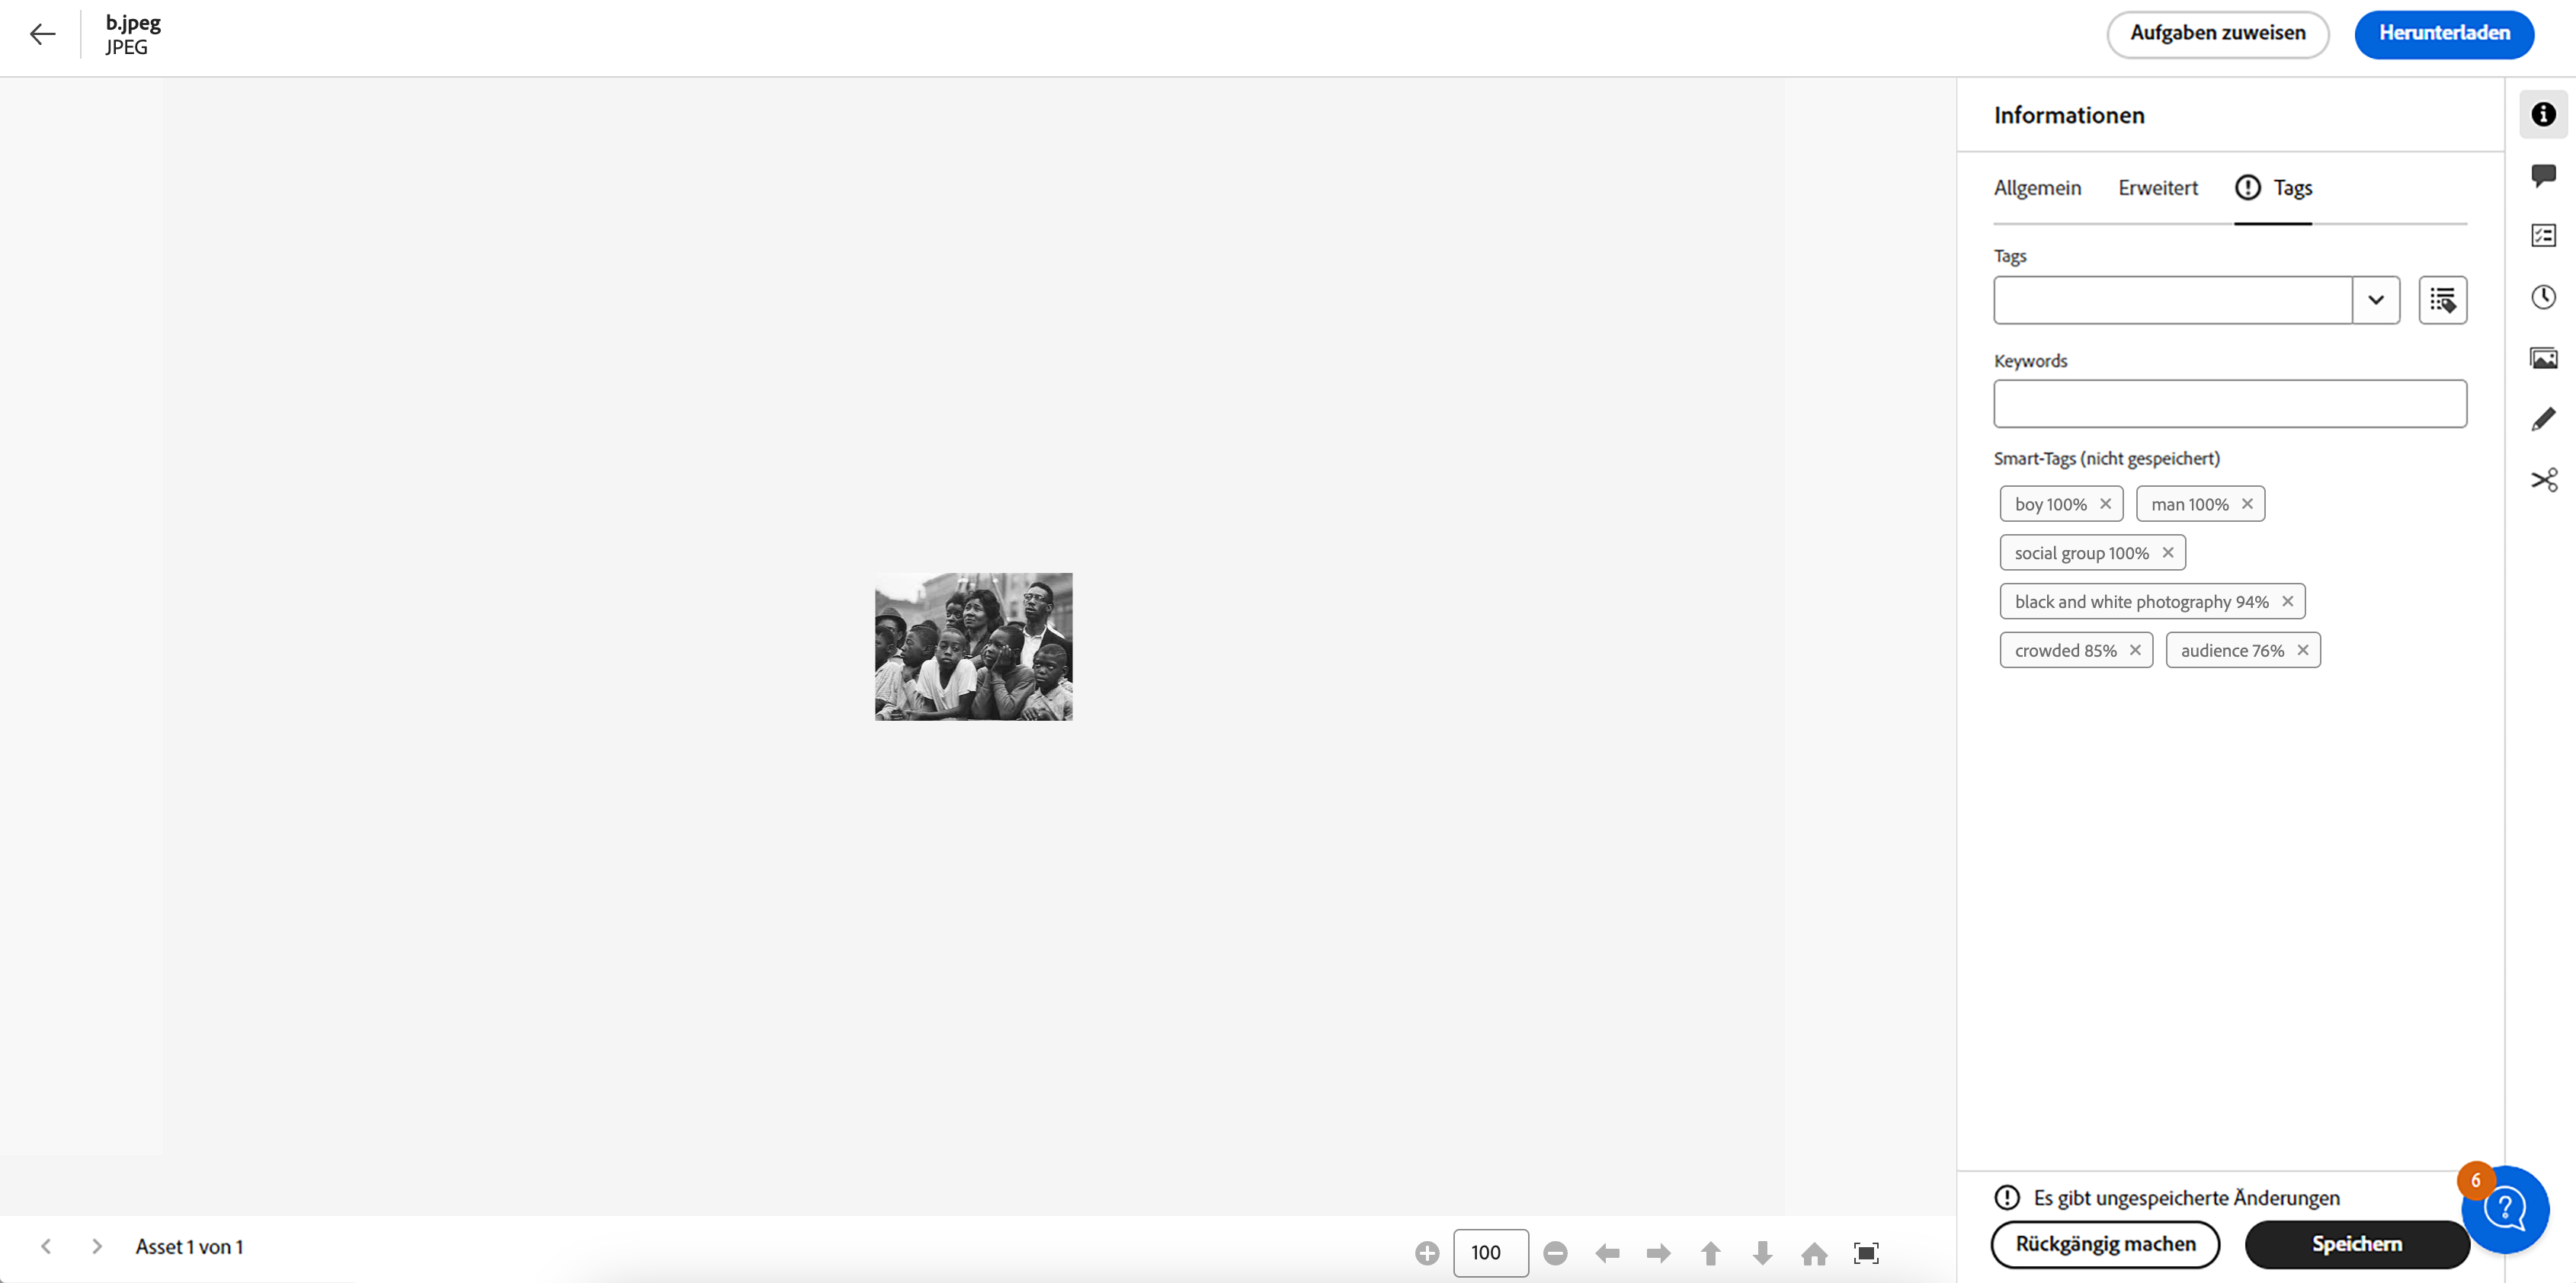 b.jpeg
JPEG
Aufgaben zuweisen
Herunterladen
Informationen
Allgemein
Erweitert
Tags
Tags
Keywords
Smart-Tags (nicht gespeichert)
boy 100%
man 100%
social group 100%
black and white photography 94%
crowded 85%
audience 76%
Es gibt ungespeicherte Änderungen
6
Rückgängig machen
Speichern
Asset 1 von 1
100